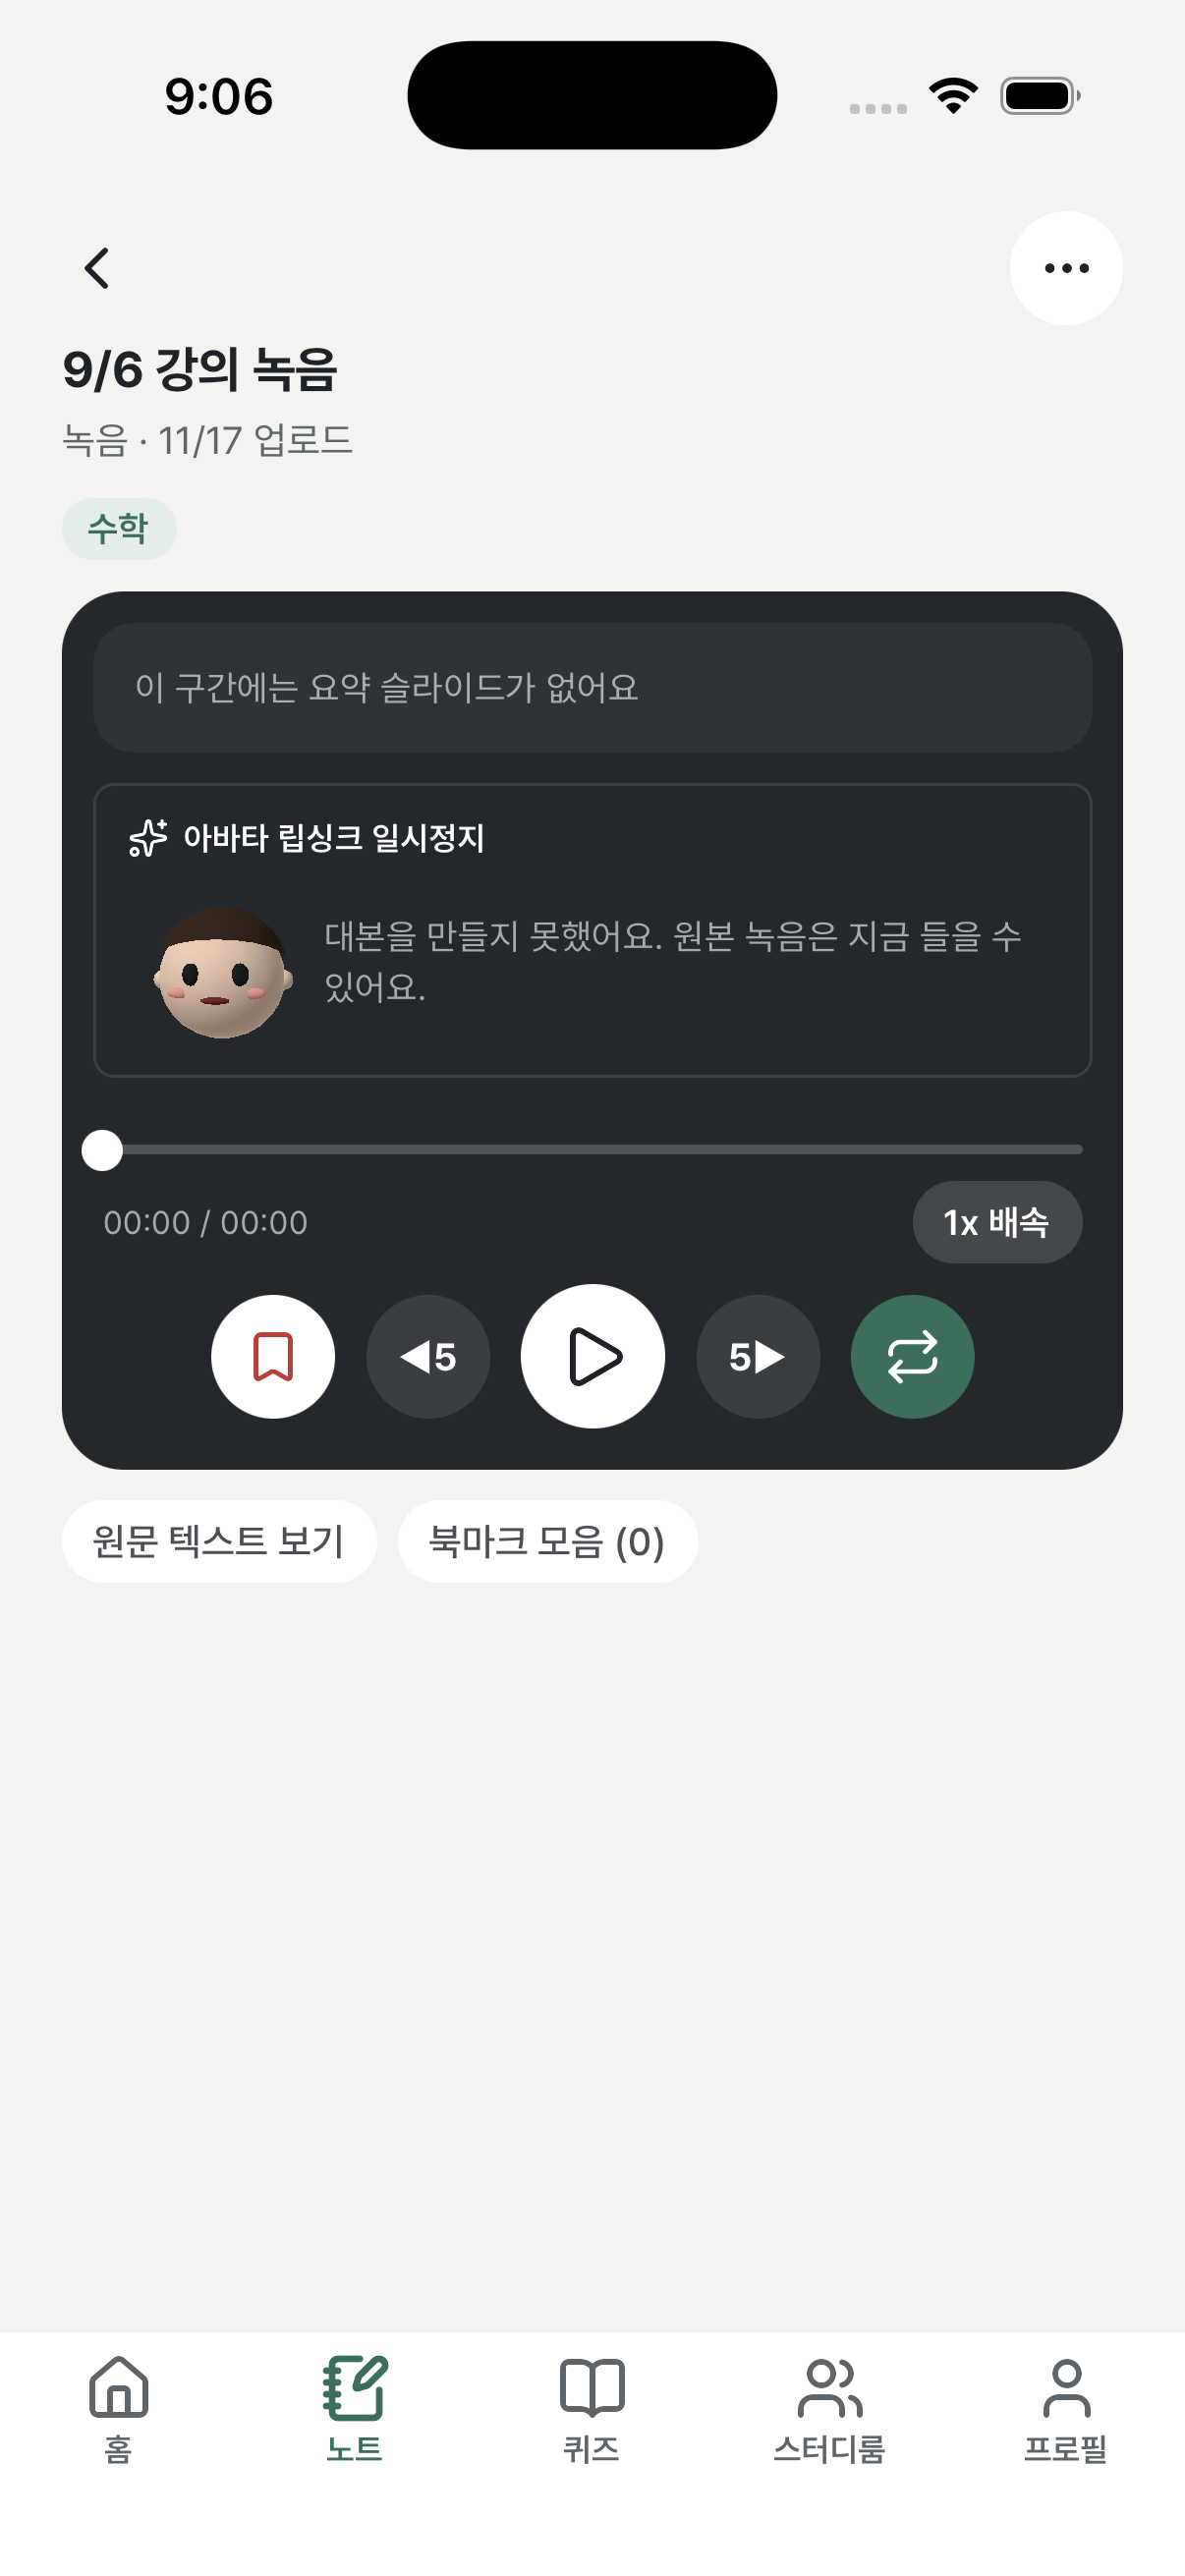 9:06
9/6 강의 녹음
녹음 · 11/17 업로드
수학
이 구간에는 요약 슬라이드가 없어요
아바타 립싱크 일시정지
대본을 만들지 못했어요. 원본 녹음은 지금 들을 수
있어요.
00:00 / 00:00
1x 배속
◀5
5▶
원문 텍스트 보기
북마크 모음 (0)
홈
노트
퀴즈
스터디룸
프로필